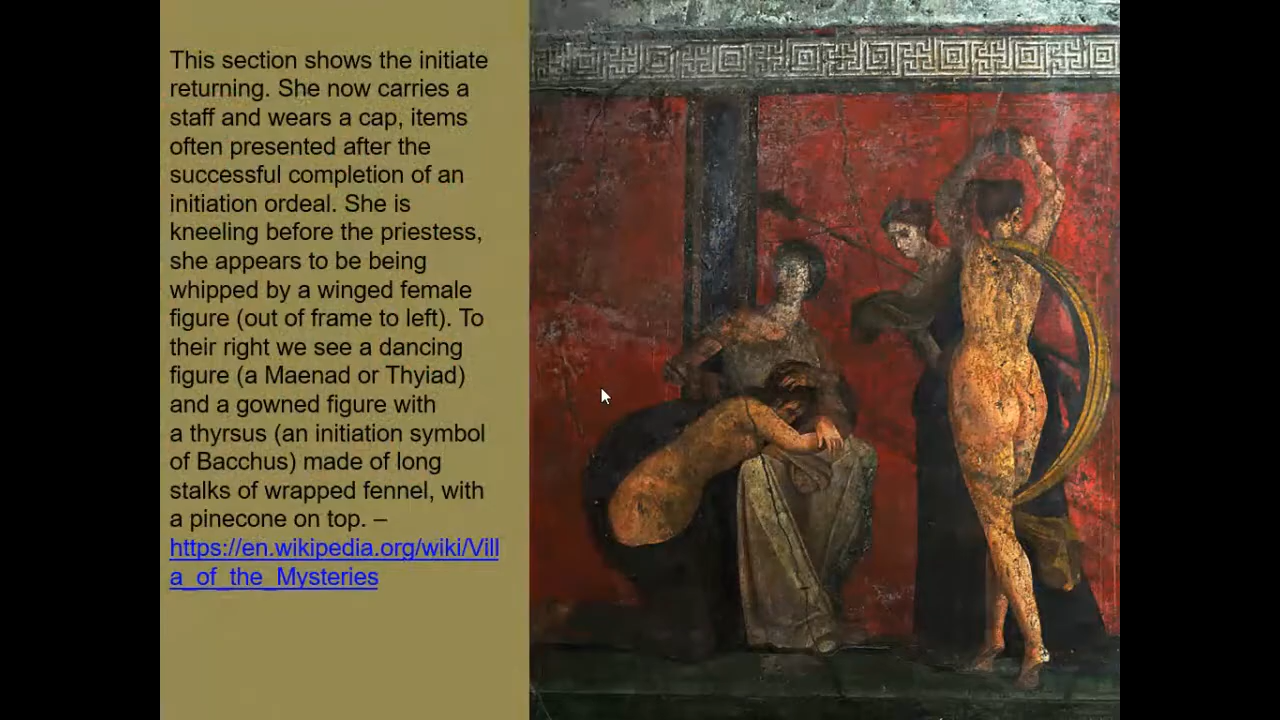 This section shows the initiate
returning. She now carries a
staff and wears a cap, items
often presented after the
successful completion of an
initiation ordeal. She is
kneeling before the priestess,
she appears to be being
whipped by a winged female
figure (out of frame to left). To
their right we see a dancing
figure (a Maenad or Thyiad)
and a gowned figure with
a thyrsus (an initiation symbol
of Bacchus) made of long
stalks of wrapped fennel, with
a pinecone on top. –
https://en.wikipedia.org/wiki/Vill
a_of_the_Mysteries